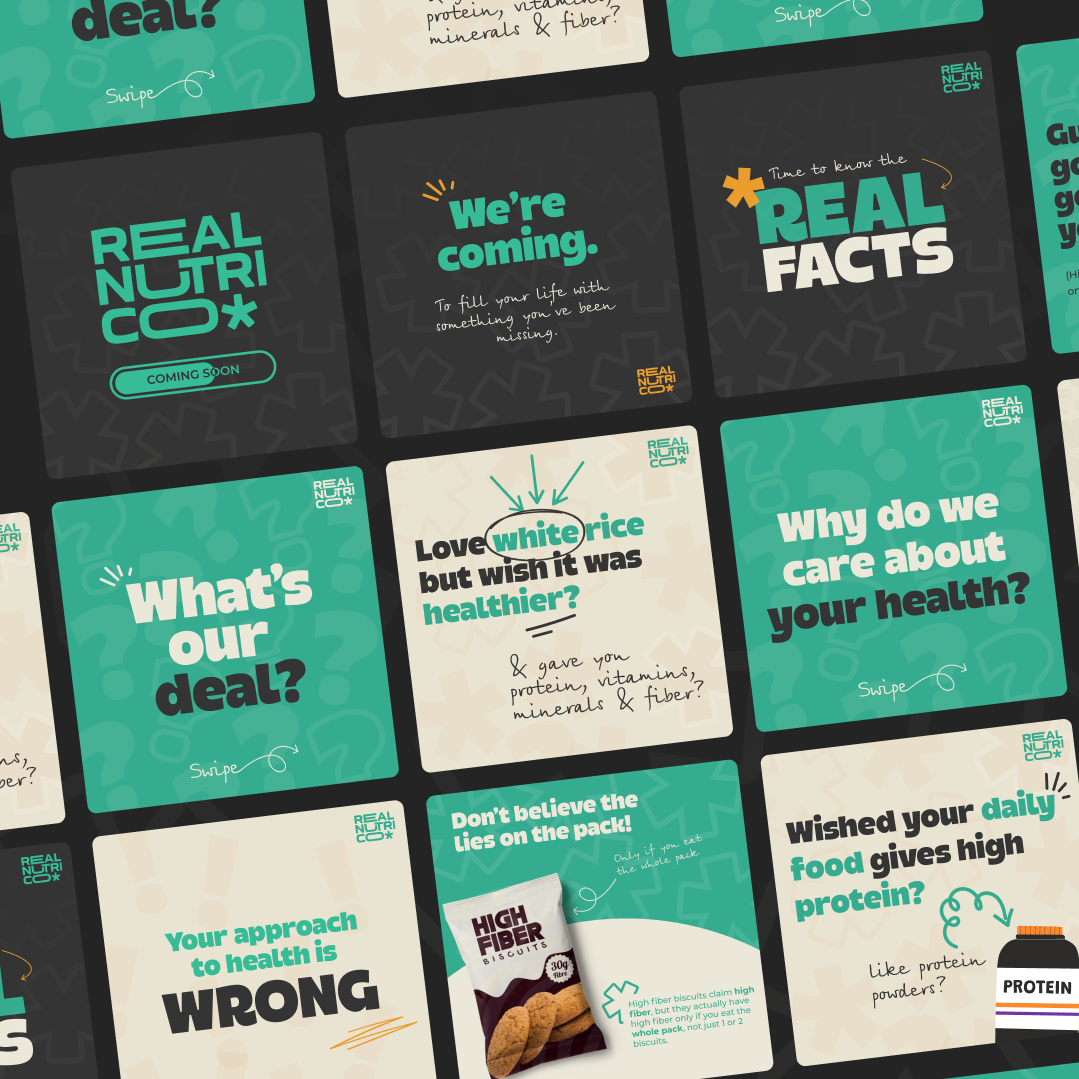 deal?
Swipe
protein, vitamins,
minerals & fiber?
Swipe
REAL
NUTRI
CO*
COMING SOON
We're
coming.
To fill your life with
something you've been
missing.
REAL
NUTRI
CO*
REAL
NUTRI
CO*
Time to know the
REAL
FACTS
REAL
NUTRI
CO*
What's
our
deal?
Swipe
REAL
NUTRI
CO*
Love white rice
but wish it was
healthier?
& gave you
protein, vitamins,
minerals & fiber?
REAL
NUTRI
CO*
Why do we
care about
your health?
Swipe
REAL
NUTRI
CO*
REAL
NUTRI
CO*
Your approach
to health is
WRONG
Don't believe the
lies on the pack!
Only if you eat
the whole pack
HIGH
FIBER
BISCUITS
30g
Fibre
High fiber biscuits claim high
fiber, but they actually have
high fiber only if you eat the
whole pack, not just 1 or 2
biscuits.
REAL
NUTRI
CO*
Wished your daily
food gives high
protein?
like protein
powders?
PROTEIN